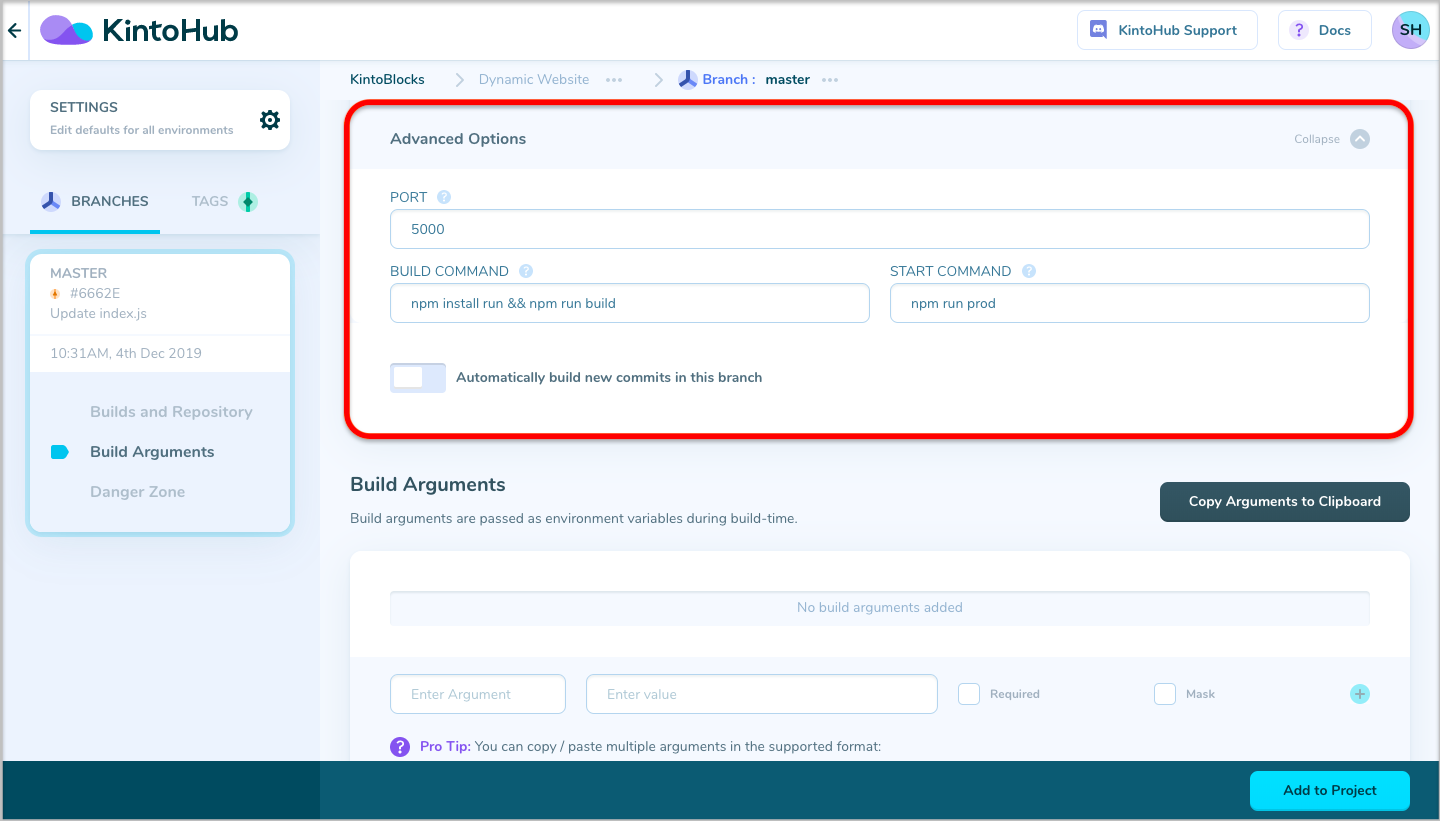 KintoHub
KintoHub Support
? Docs
SH
KintoBlocks
Dynamic Website
Branch : master
SETTINGS
Edit defaults for all environments
BRANCHES
TAGS
MASTER
#6662E
Update index.js
10:31AM, 4th Dec 2019
Builds and Repository
Build Arguments
Danger Zone
Advanced Options
Collapse
PORT ?
5000
BUILD COMMAND ?
START COMMAND ?
npm install run && npm run build
npm run prod
Automatically build new commits in this branch
Build Arguments
Build arguments are passed as environment variables during build-time.
Copy Arguments to Clipboard
No build arguments added
Enter Argument
Enter value
Required
Mask
? Pro Tip: You can copy / paste multiple arguments in the supported format:
Add to Project